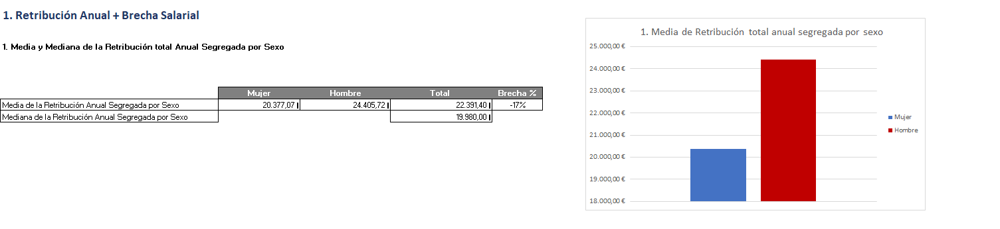 1. Retribución Anual + Brecha Salarial
1. Media y Mediana de la Retribución total Anual Segregada por Sexo
Mujer Hombre Total Brecha %
Media de la Retribución Anual Segregada por Sexo 20.377,07 24.405,72 22.391,40 -17%
Mediana de la Retribución Anual Segregada por Sexo 19.980,00
1. Media de Retribución total anual segregada por sexo
25.000,00 €
24.000,00 €
23.000,00 €
22.000,00 €
21.000,00 €
20.000,00 €
19.000,00 €
18.000,00 €
Mujer
Hombre